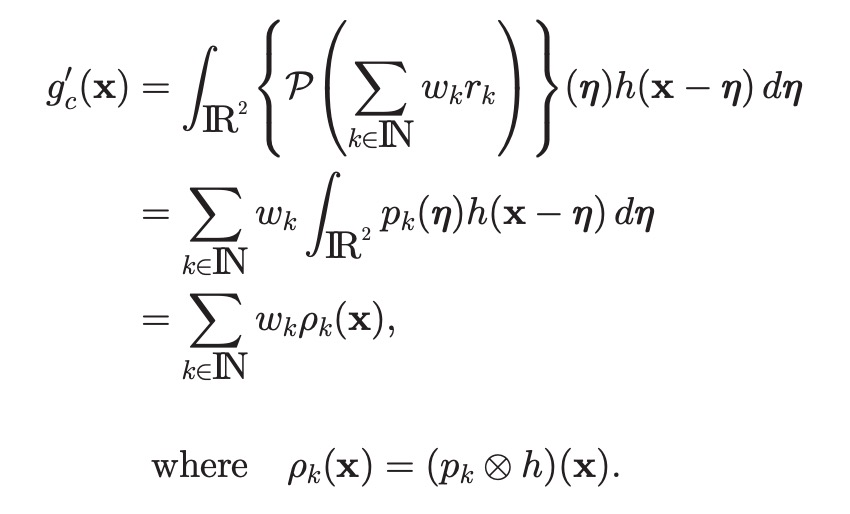 g′_c(𝐱) = ∫_{ℝ²} { 𝒫 ( ∑_{k∈ℕ} w_k r_k ) } (𝛈)h(𝐱 − 𝛈) d𝛈
= ∑_{k∈ℕ} w_k ∫_{ℝ²} p_k(𝛈)h(𝐱 − 𝛈) d𝛈
= ∑_{k∈ℕ} w_k ρ_k(𝐱),
where ρ_k(𝐱) = (p_k ⊗ h)(𝐱).